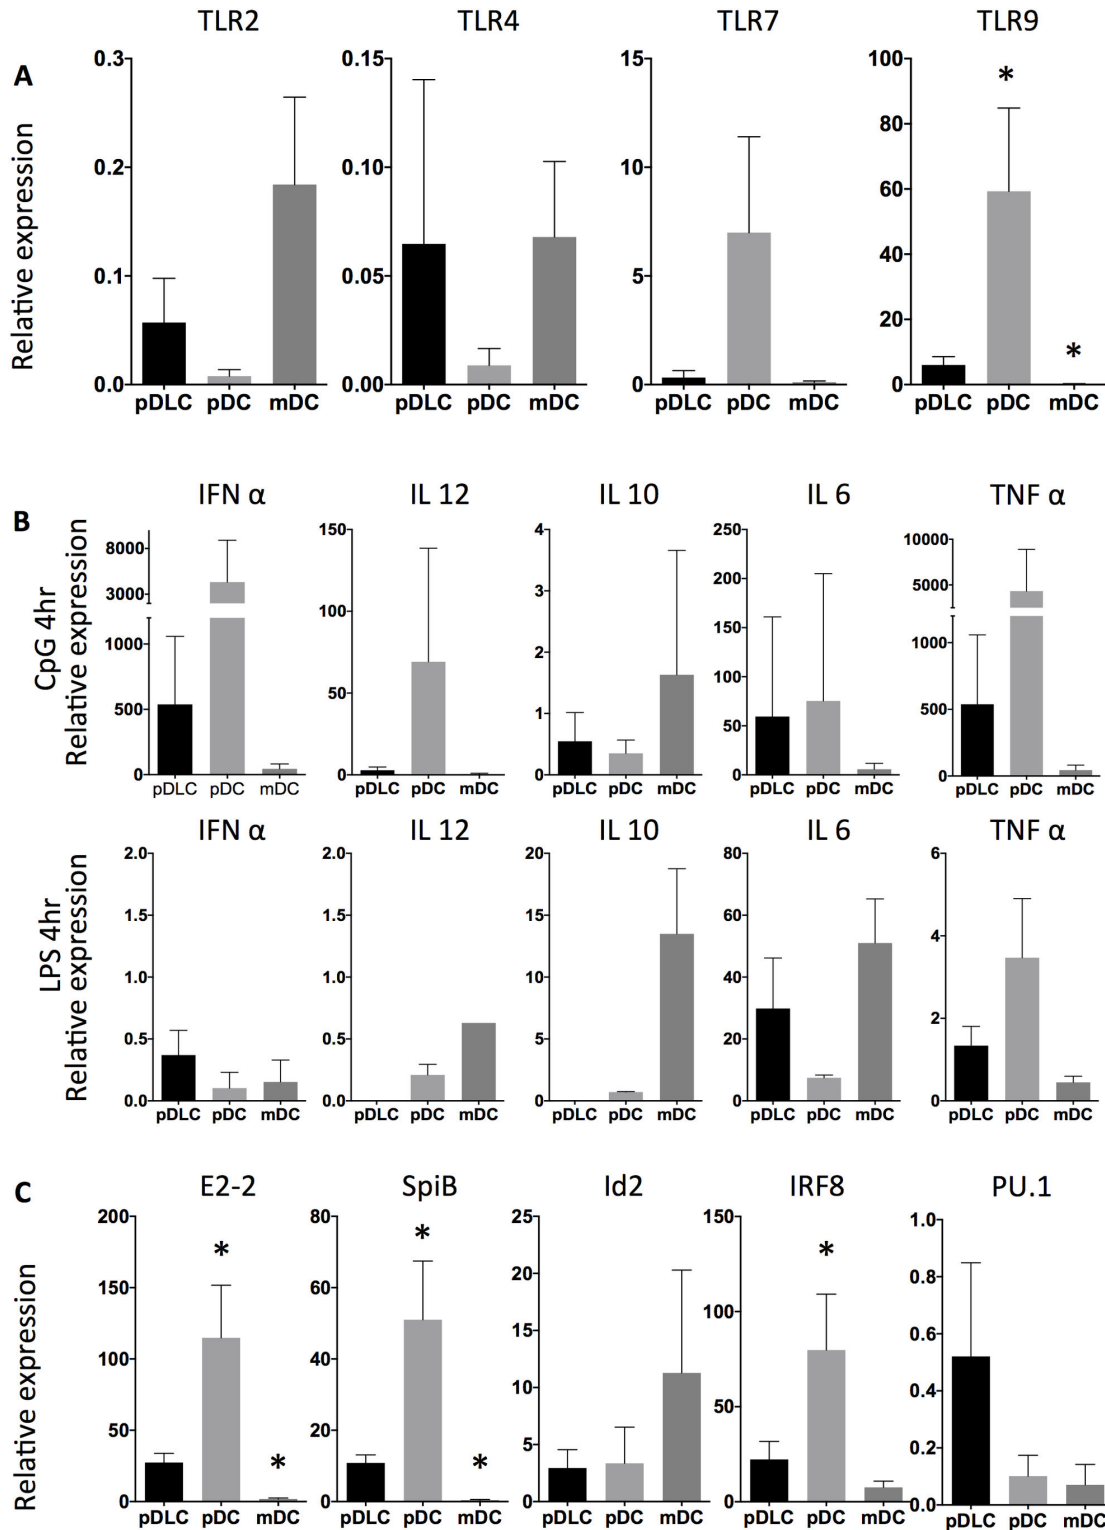 TLR2 TLR4 TLR7 TLR9
A
Relative expression
0.3 0.2 0.1 0.0
pDLC pDC mDC
0.15 0.10 0.05 0.00
pDLC pDC mDC
15 10 5 0
pDLC pDC mDC
100 80 60 40 20 0
* *
pDLC pDC mDC
B
IFN α IL 12 IL 10 IL 6 TNF α
CpG 4hr
Relative expression
8000 3000 1000 500 0
pDLC pDC mDC
150 100 50 0
pDLC pDC mDC
4 3 2 1 0
pDLC pDC mDC
250 200 150 100 50 0
pDLC pDC mDC
10000 5000 1000 500 0
pDLC pDC mDC
IFN α IL 12 IL 10 IL 6 TNF α
LPS 4hr
Relative expression
2.0 1.5 1.0 0.5 0.0
pDLC pDC mDC
2.0 1.5 1.0 0.5 0.0
pDLC pDC mDC
20 15 10 5 0
pDLC pDC mDC
80 60 40 20 0
pDLC pDC mDC
6 4 2 0
pDLC pDC mDC
C
E2-2 SpiB Id2 IRF8 PU.1
Relative expression
200 150 100 50 0
* *
pDLC pDC mDC
80 60 40 20 0
* *
pDLC pDC mDC
25 20 15 10 5 0
pDLC pDC mDC
150 100 50 0
*
pDLC pDC mDC
1.0 0.8 0.6 0.4 0.2 0.0
pDLC pDC mDC